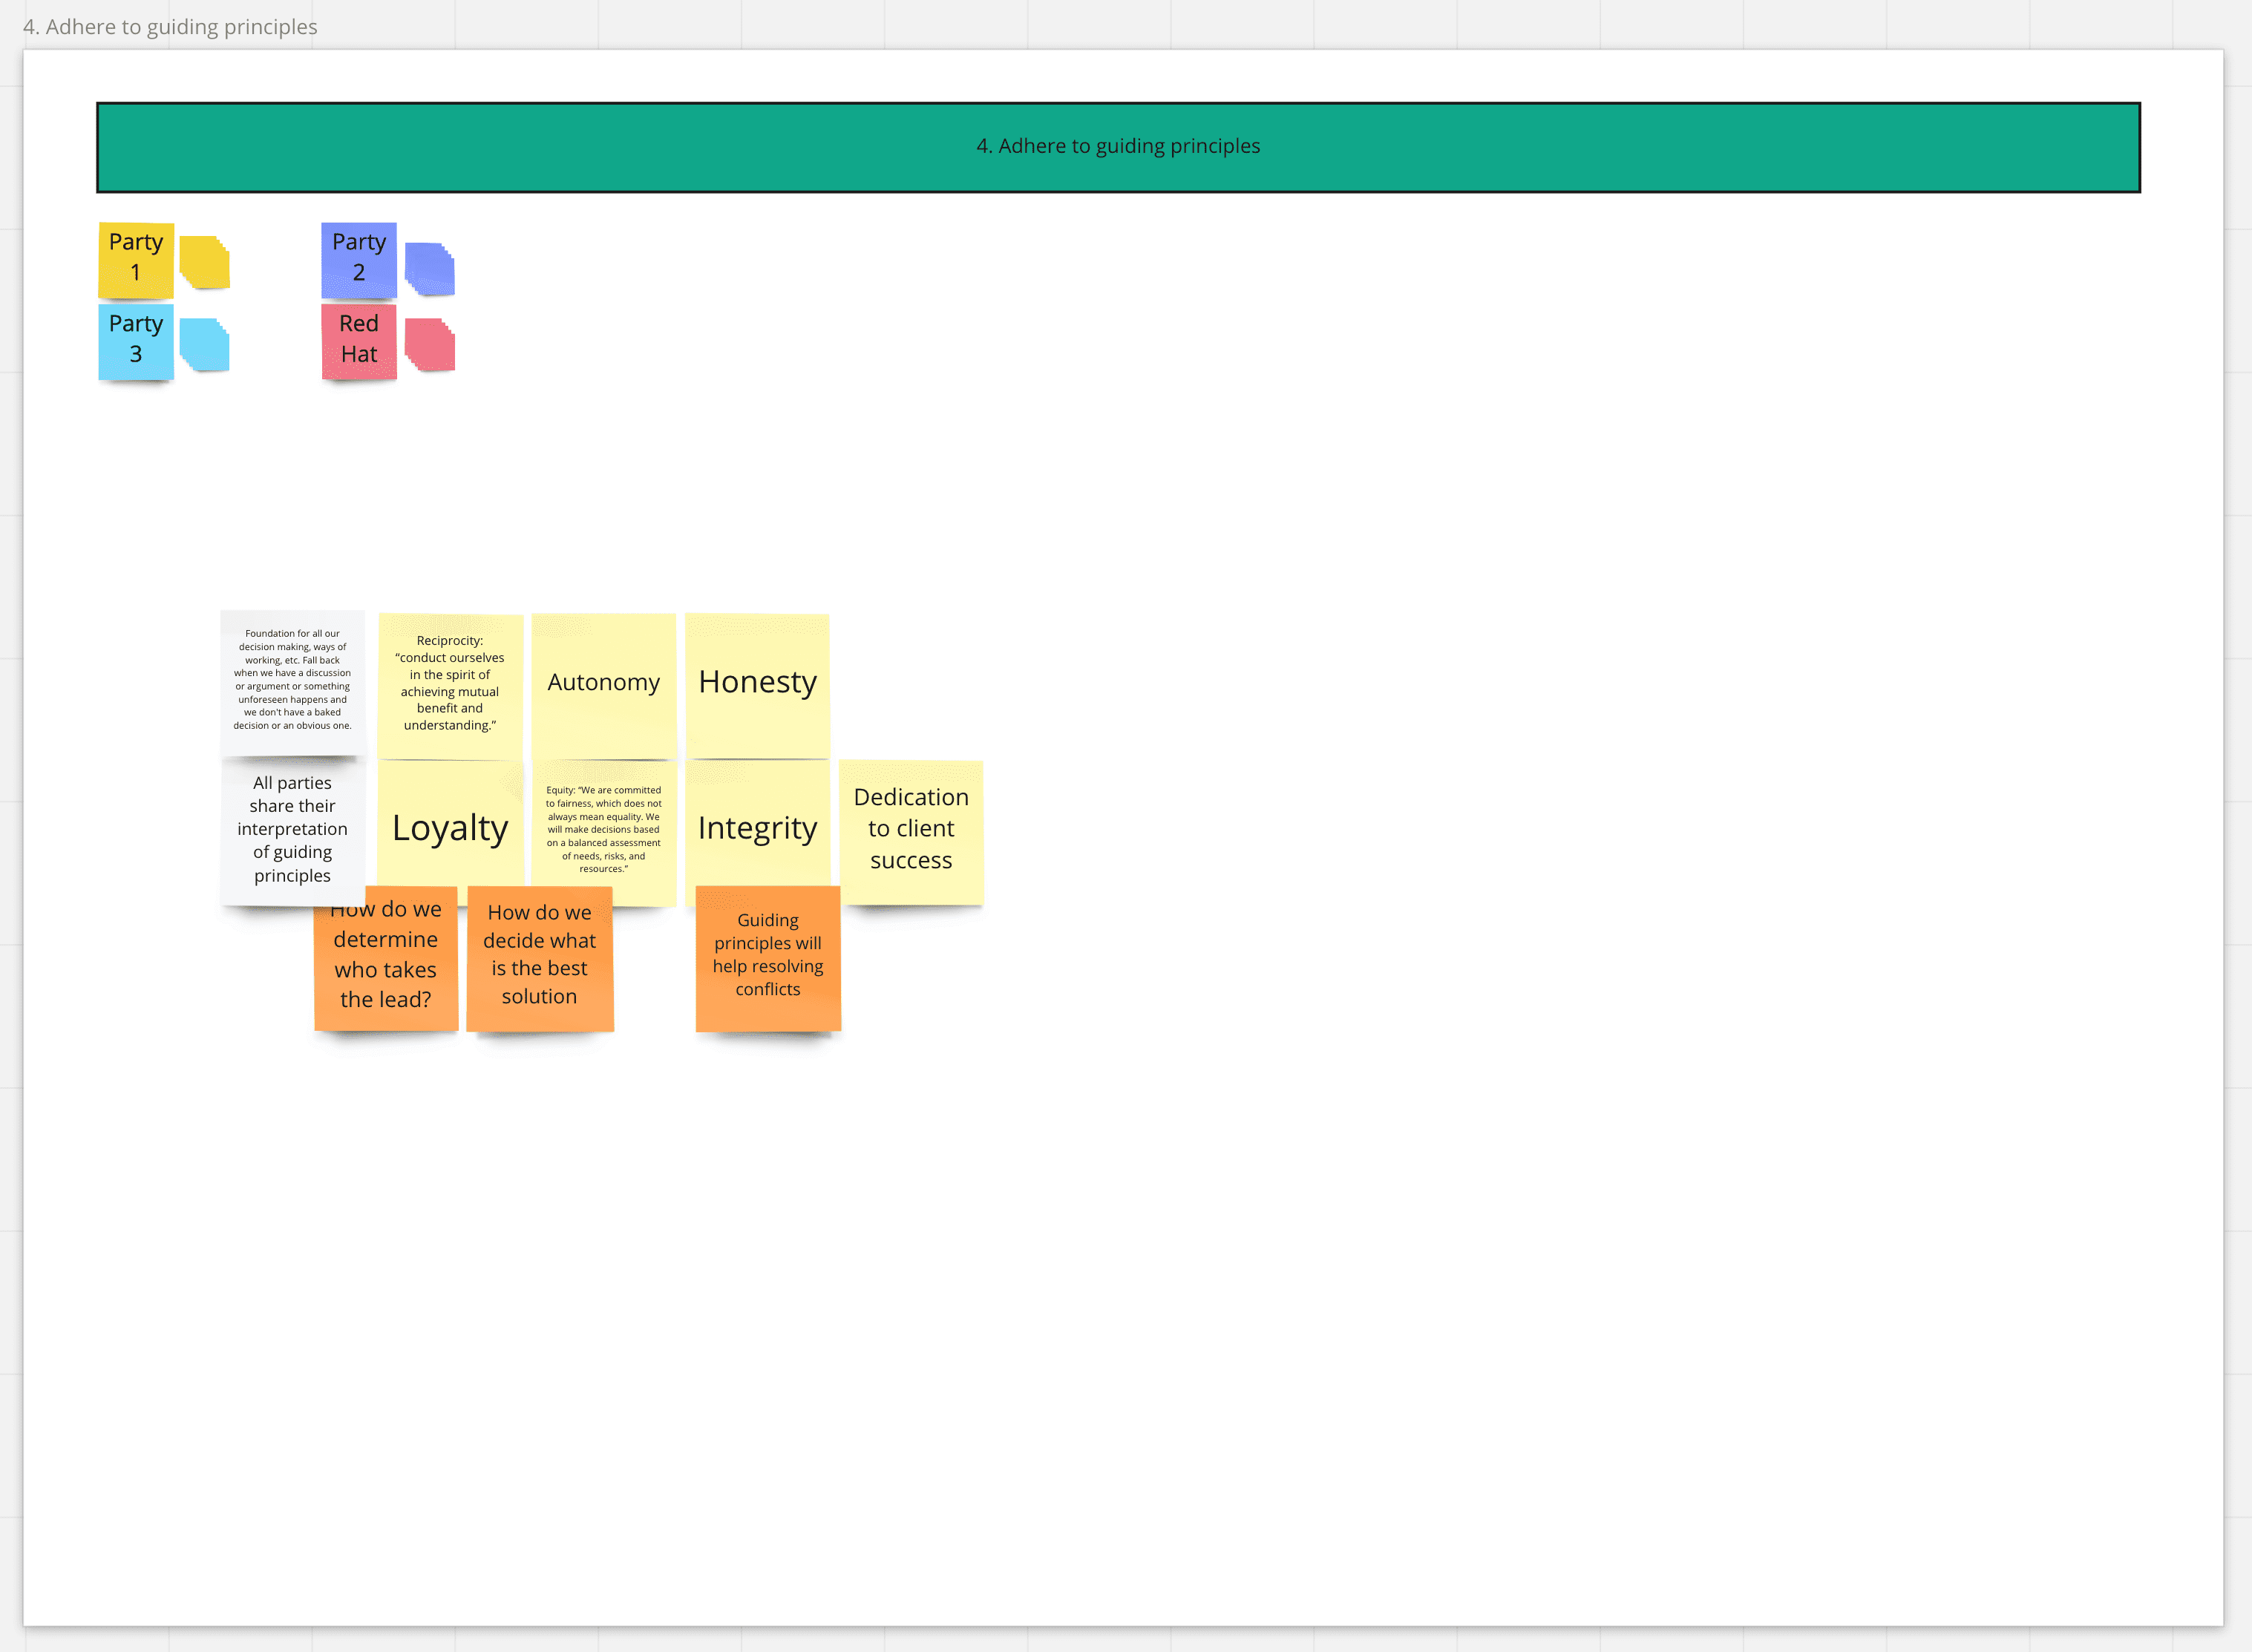 4. Adhere to guiding principles
4. Adhere to guiding principles
Party
1
Party
2
Party
3
Red
Hat
Foundation for all our
decision making, ways of
working, etc. Fall back
when we have a discussion
or argument or something
unforeseen happens and
we don't have a baked
decision or an obvious one.
Reciprocity:
“conduct ourselves
in the spirit of
achieving mutual
benefit and
understanding.”
Autonomy
Honesty
All parties
share their
interpretation
of guiding
principles
Loyalty
Equity: “We are committed
to fairness, which does not
always mean equality. We
will make decisions based
on a balanced assessment
of needs, risks, and
resources.”
Integrity
Dedication
to client
success
How do we
determine
who takes
the lead?
How do we
decide what
is the best
solution
Guiding
principles will
help resolving
conflicts